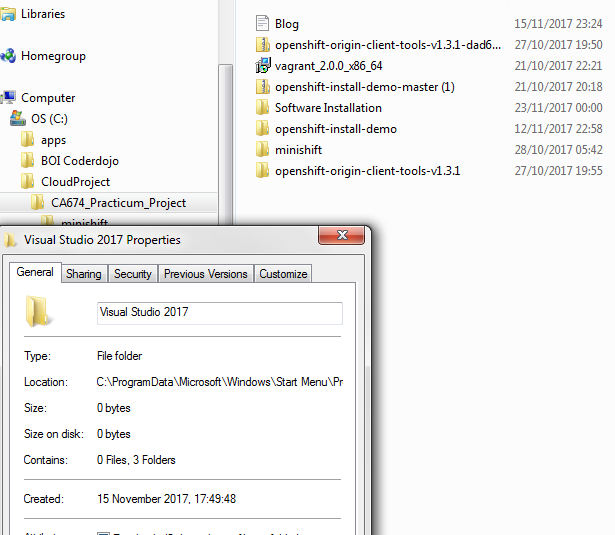 Libraries
Homegroup
Computer
OS (C:)
apps
BOI Coderdojo
CloudProject
CA674_Practicum_Project
minishift
Blog 15/11/2017 23:24
openshift-origin-client-tools-v1.3.1-dad6... 27/10/2017 19:50
vagrant_2.0.0_x86_64 21/10/2017 22:21
openshift-install-demo-master (1) 21/10/2017 20:18
Software Installation 23/11/2017 00:00
openshift-install-demo 12/11/2017 22:58
minishift 28/10/2017 05:42
openshift-origin-client-tools-v1.3.1 27/10/2017 19:55
Visual Studio 2017 Properties
General Sharing Security Previous Versions Customize
Visual Studio 2017
Type: File folder
Location: C:\ProgramData\Microsoft\Windows\Start Menu\Pr
Size: 0 bytes
Size on disk: 0 bytes
Contains: 0 Files, 3 Folders
Created: 15 November 2017, 17:49:48